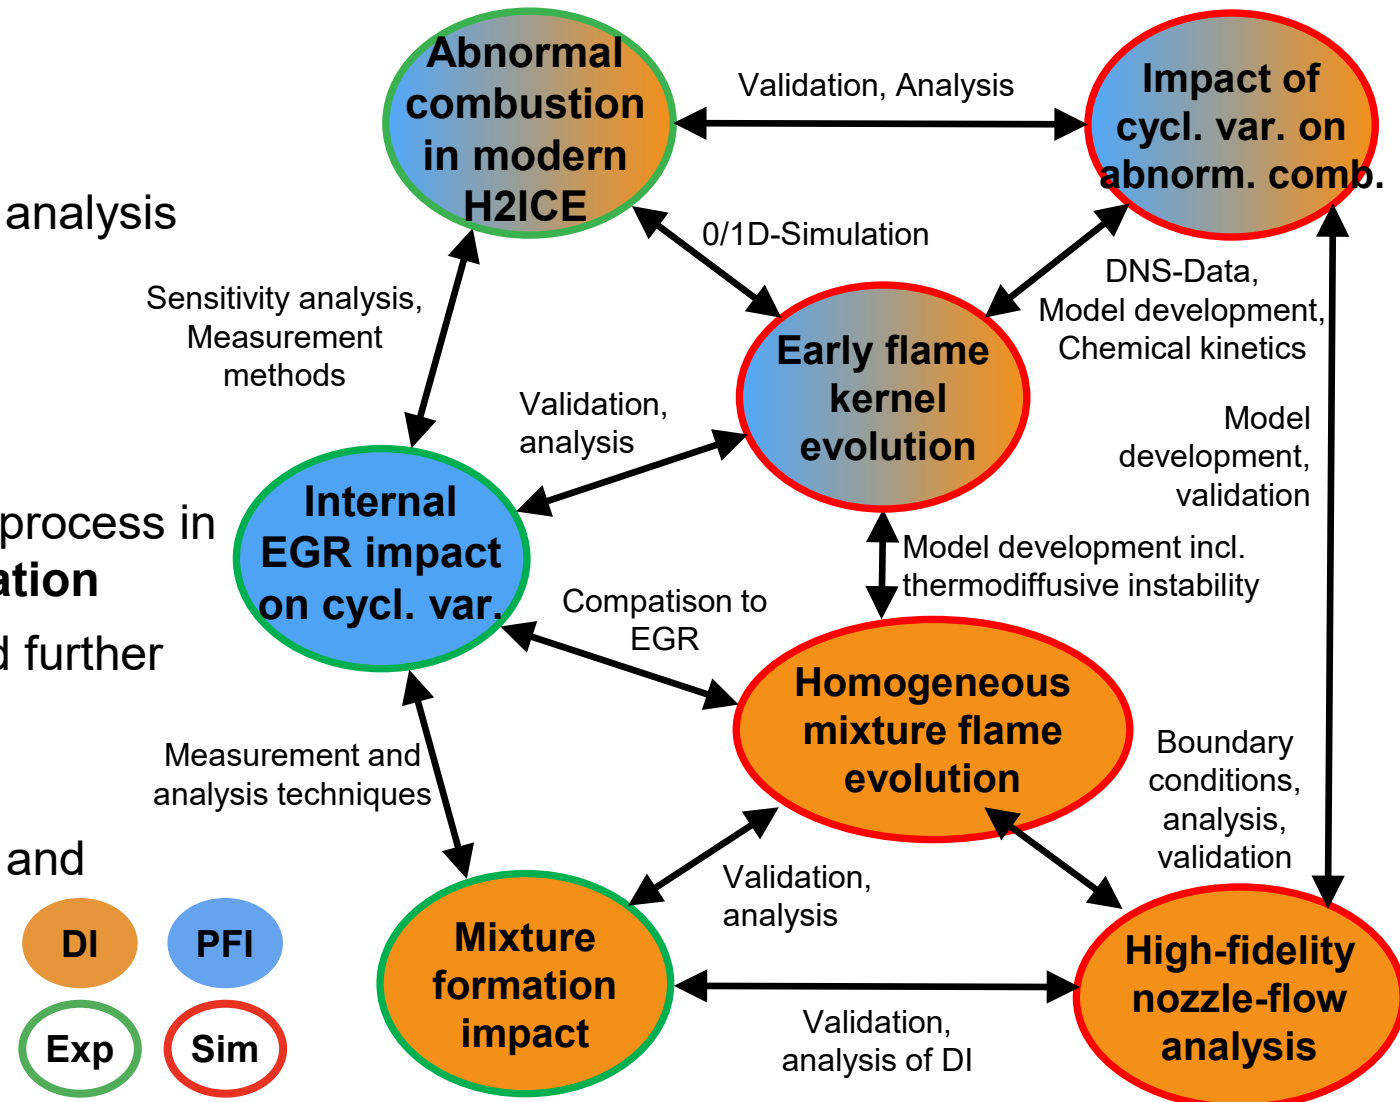 Abnormal
combustion
in modern
H2ICE
Validation, Analysis
Impact of
cycl. var. on
abnorm. comb.
analysis
0/1D-Simulation
Sensitivity analysis,
Measurement
methods
DNS-Data,
Model development,
Chemical kinetics
Early flame
kernel
evolution
Validation,
analysis
Model
development,
validation
Internal
EGR impact
on cycl. var.
process in
ation
d further
Model development incl.
thermodiffusive instability
Compatison to
EGR
Homogeneous
mixture flame
evolution
Measurement and
analysis techniques
Boundary
conditions,
analysis,
validation
and
Validation,
analysis
DI
PFI
Mixture
formation
impact
High-fidelity
nozzle-flow
analysis
Exp
Sim
Validation,
analysis of DI